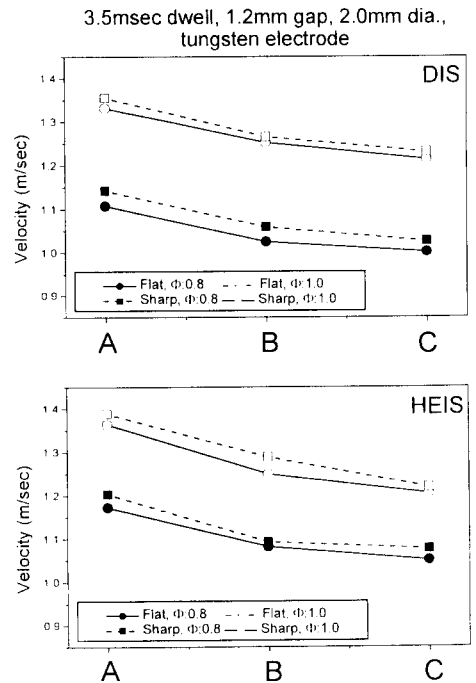 3.5msec dwell, 1.2mm gap, 2.0mm dia.,
tungsten electrode
DIS
1.4
1.3
1.2
1.1
1.0
0.9
Velocity (m/sec)
Flat, Φ:0.8 Flat, Φ:1.0
Sharp, Φ:0.8 Sharp, Φ:1.0
A B C
HEIS
1.4
1.3
1.2
1.1
1.0
0.9
Velocity (m/sec)
Flat, Φ:0.8 Flat, Φ:1.0
Sharp, Φ:0.8 Sharp, Φ:1.0
A B C